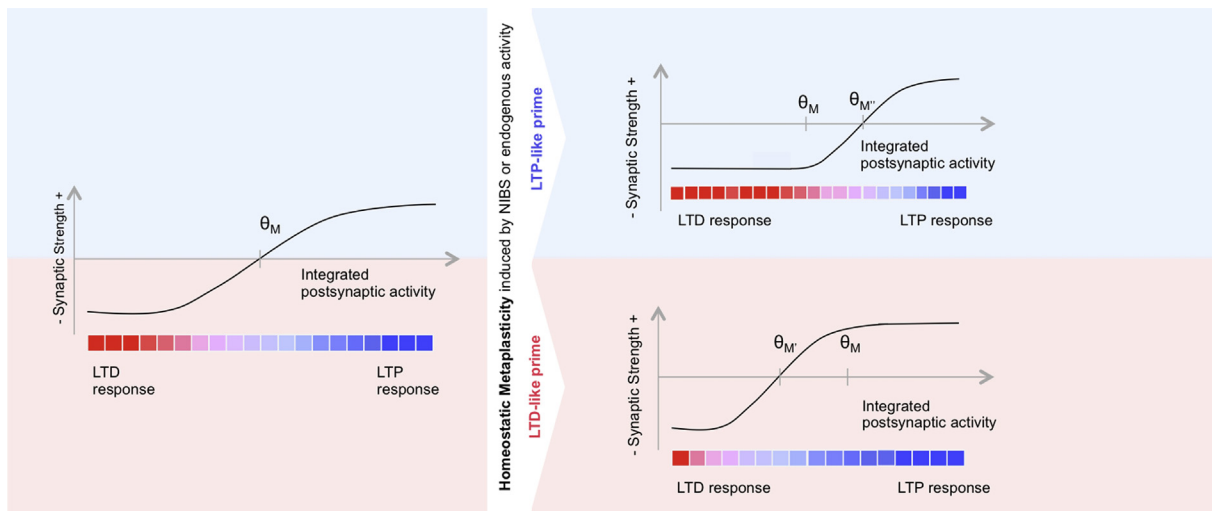 - Synaptic Strength +
θM
Integrated
postsynaptic activity
LTD
response
LTP
response
Homeostatic Metaplasticity induced by NIBS or endogenous activity
LTP-like prime
LTD-like prime
- Synaptic Strength +
θM
θM''
Integrated
postsynaptic activity
LTD response
LTP response
- Synaptic Strength +
θM'
θM
Integrated
postsynaptic activity
LTD response
LTP response